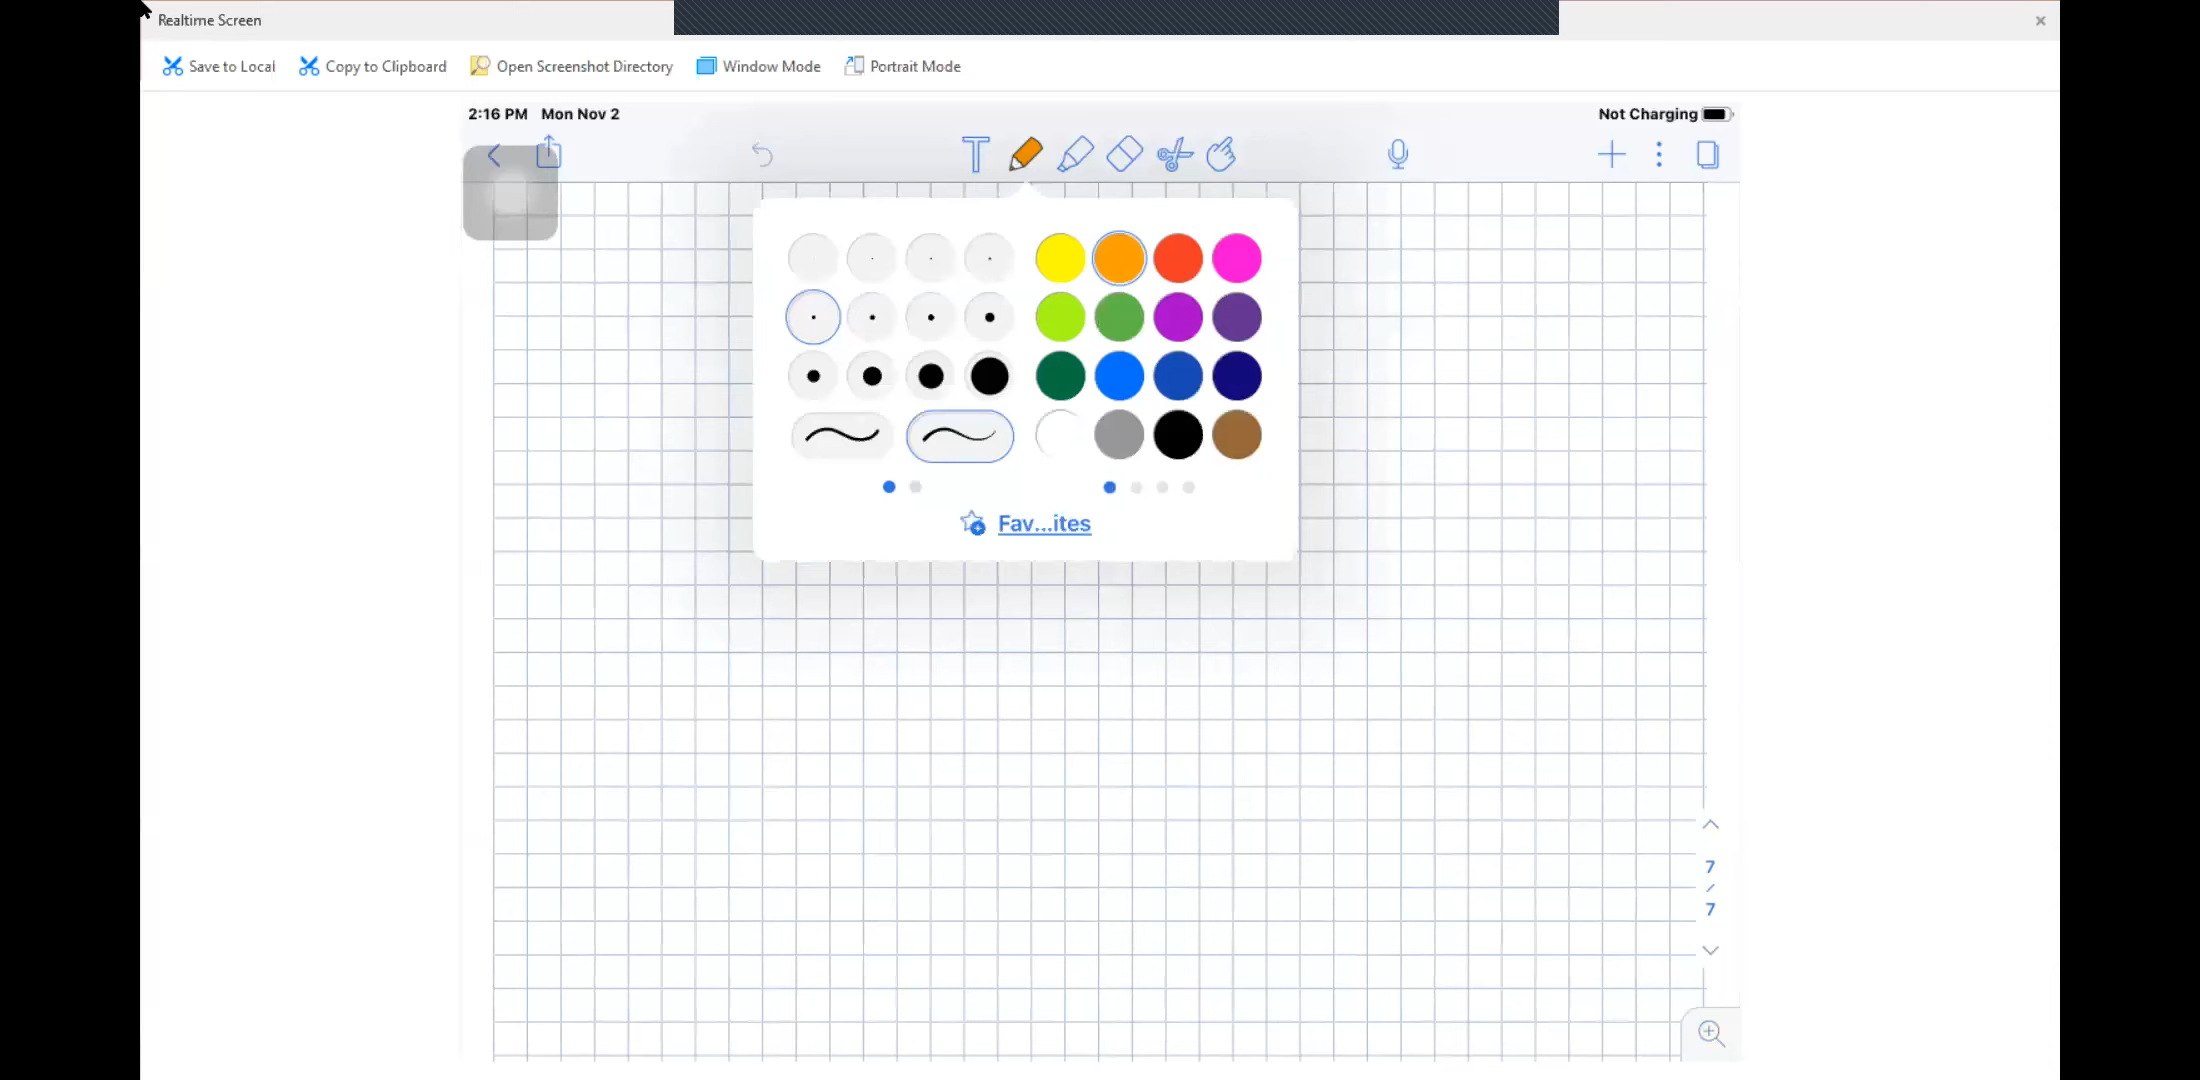 Realtime Screen
Save to Local Copy to Clipboard Open Screenshot Directory Window Mode Portrait Mode
2:16 PM Mon Nov 2 Not Charging
Fav...ites
7
/
7